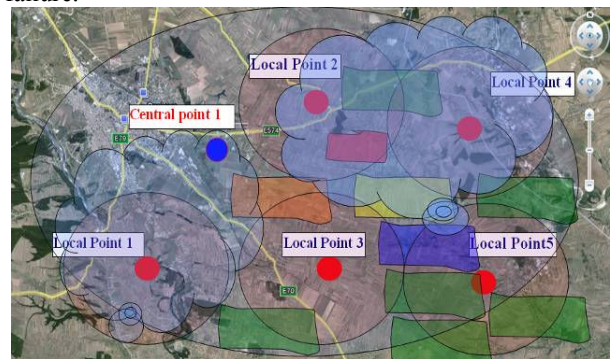 failure.
Local Point 2
Local Point 4
Central point 1
E70
E574
Local Point 1
Local Point 3
Local Point5
E70